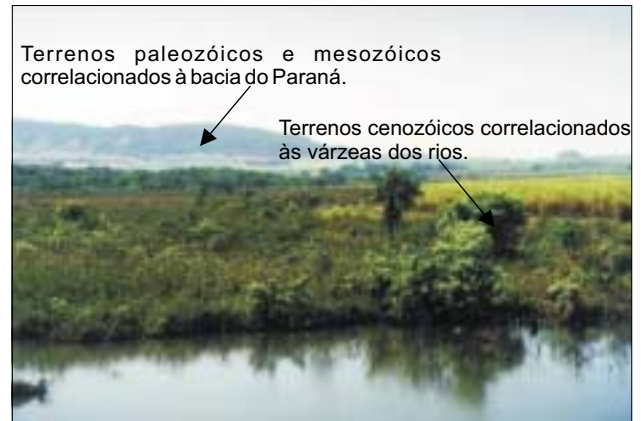 Terrenos paleozóicos e mesozóicos
correlacionados à bacia do Paraná.
Terrenos cenozóicos correlacionados
às várzeas dos rios.